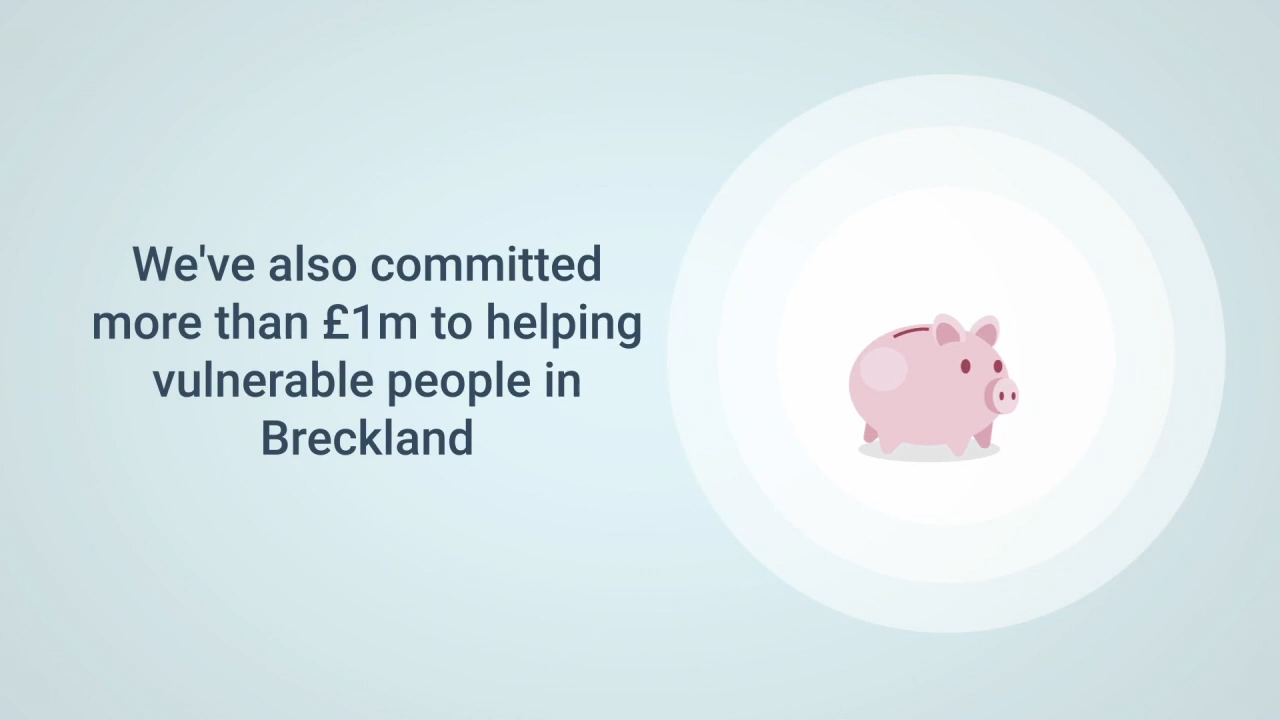 We've also committed
more than £1m to helping
vulnerable people in
Breckland